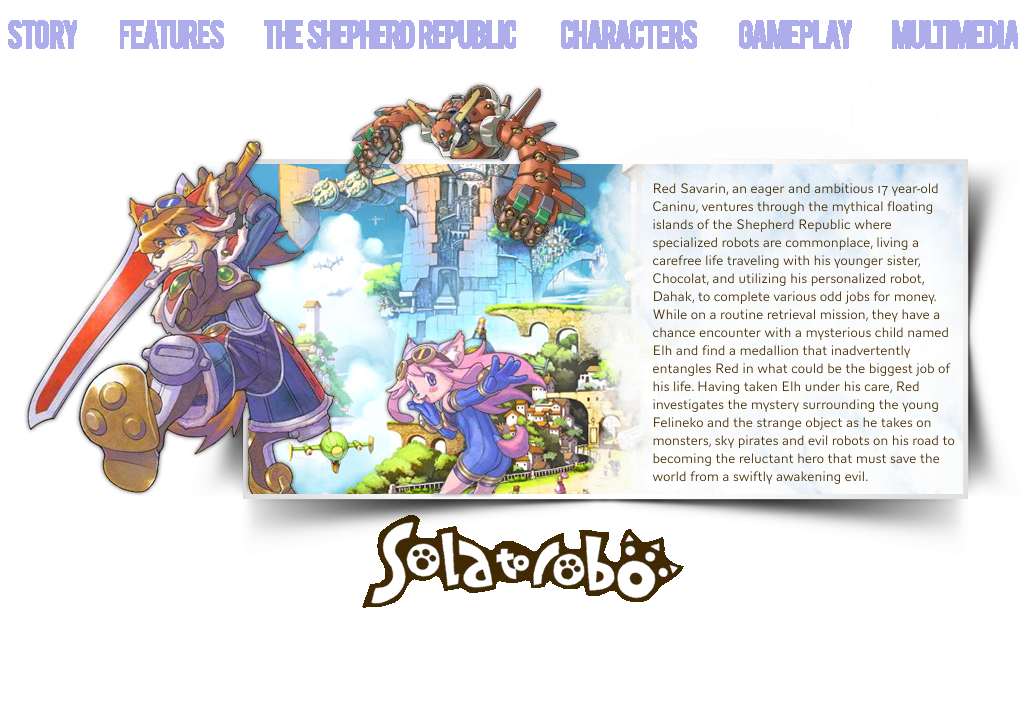 STORY FEATURES THE SHEPHERD REPUBLIC CHARACTERS GAMEPLAY MULTIMEDIA
Red Savarin, an eager and ambitious 17 year-old
Caninu, ventures through the mythical floating
islands of the Shepherd Republic where
specialized robots are commonplace, living a
carefree life traveling with his younger sister,
Chocolat, and utilizing his personalized robot,
Dahak, to complete various odd jobs for money.
While on a routine retrieval mission, they have a
chance encounter with a mysterious child named
Elh and find a medallion that inadvertently
entangles Red in what could be the biggest job of
his life. Having taken Elh under his care, Red
investigates the mystery surrounding the young
Felineko and the strange object as he takes on
monsters, sky pirates and evil robots on his road to
becoming the reluctant hero that must save the
world from a swiftly awakening evil.
Solatorobo